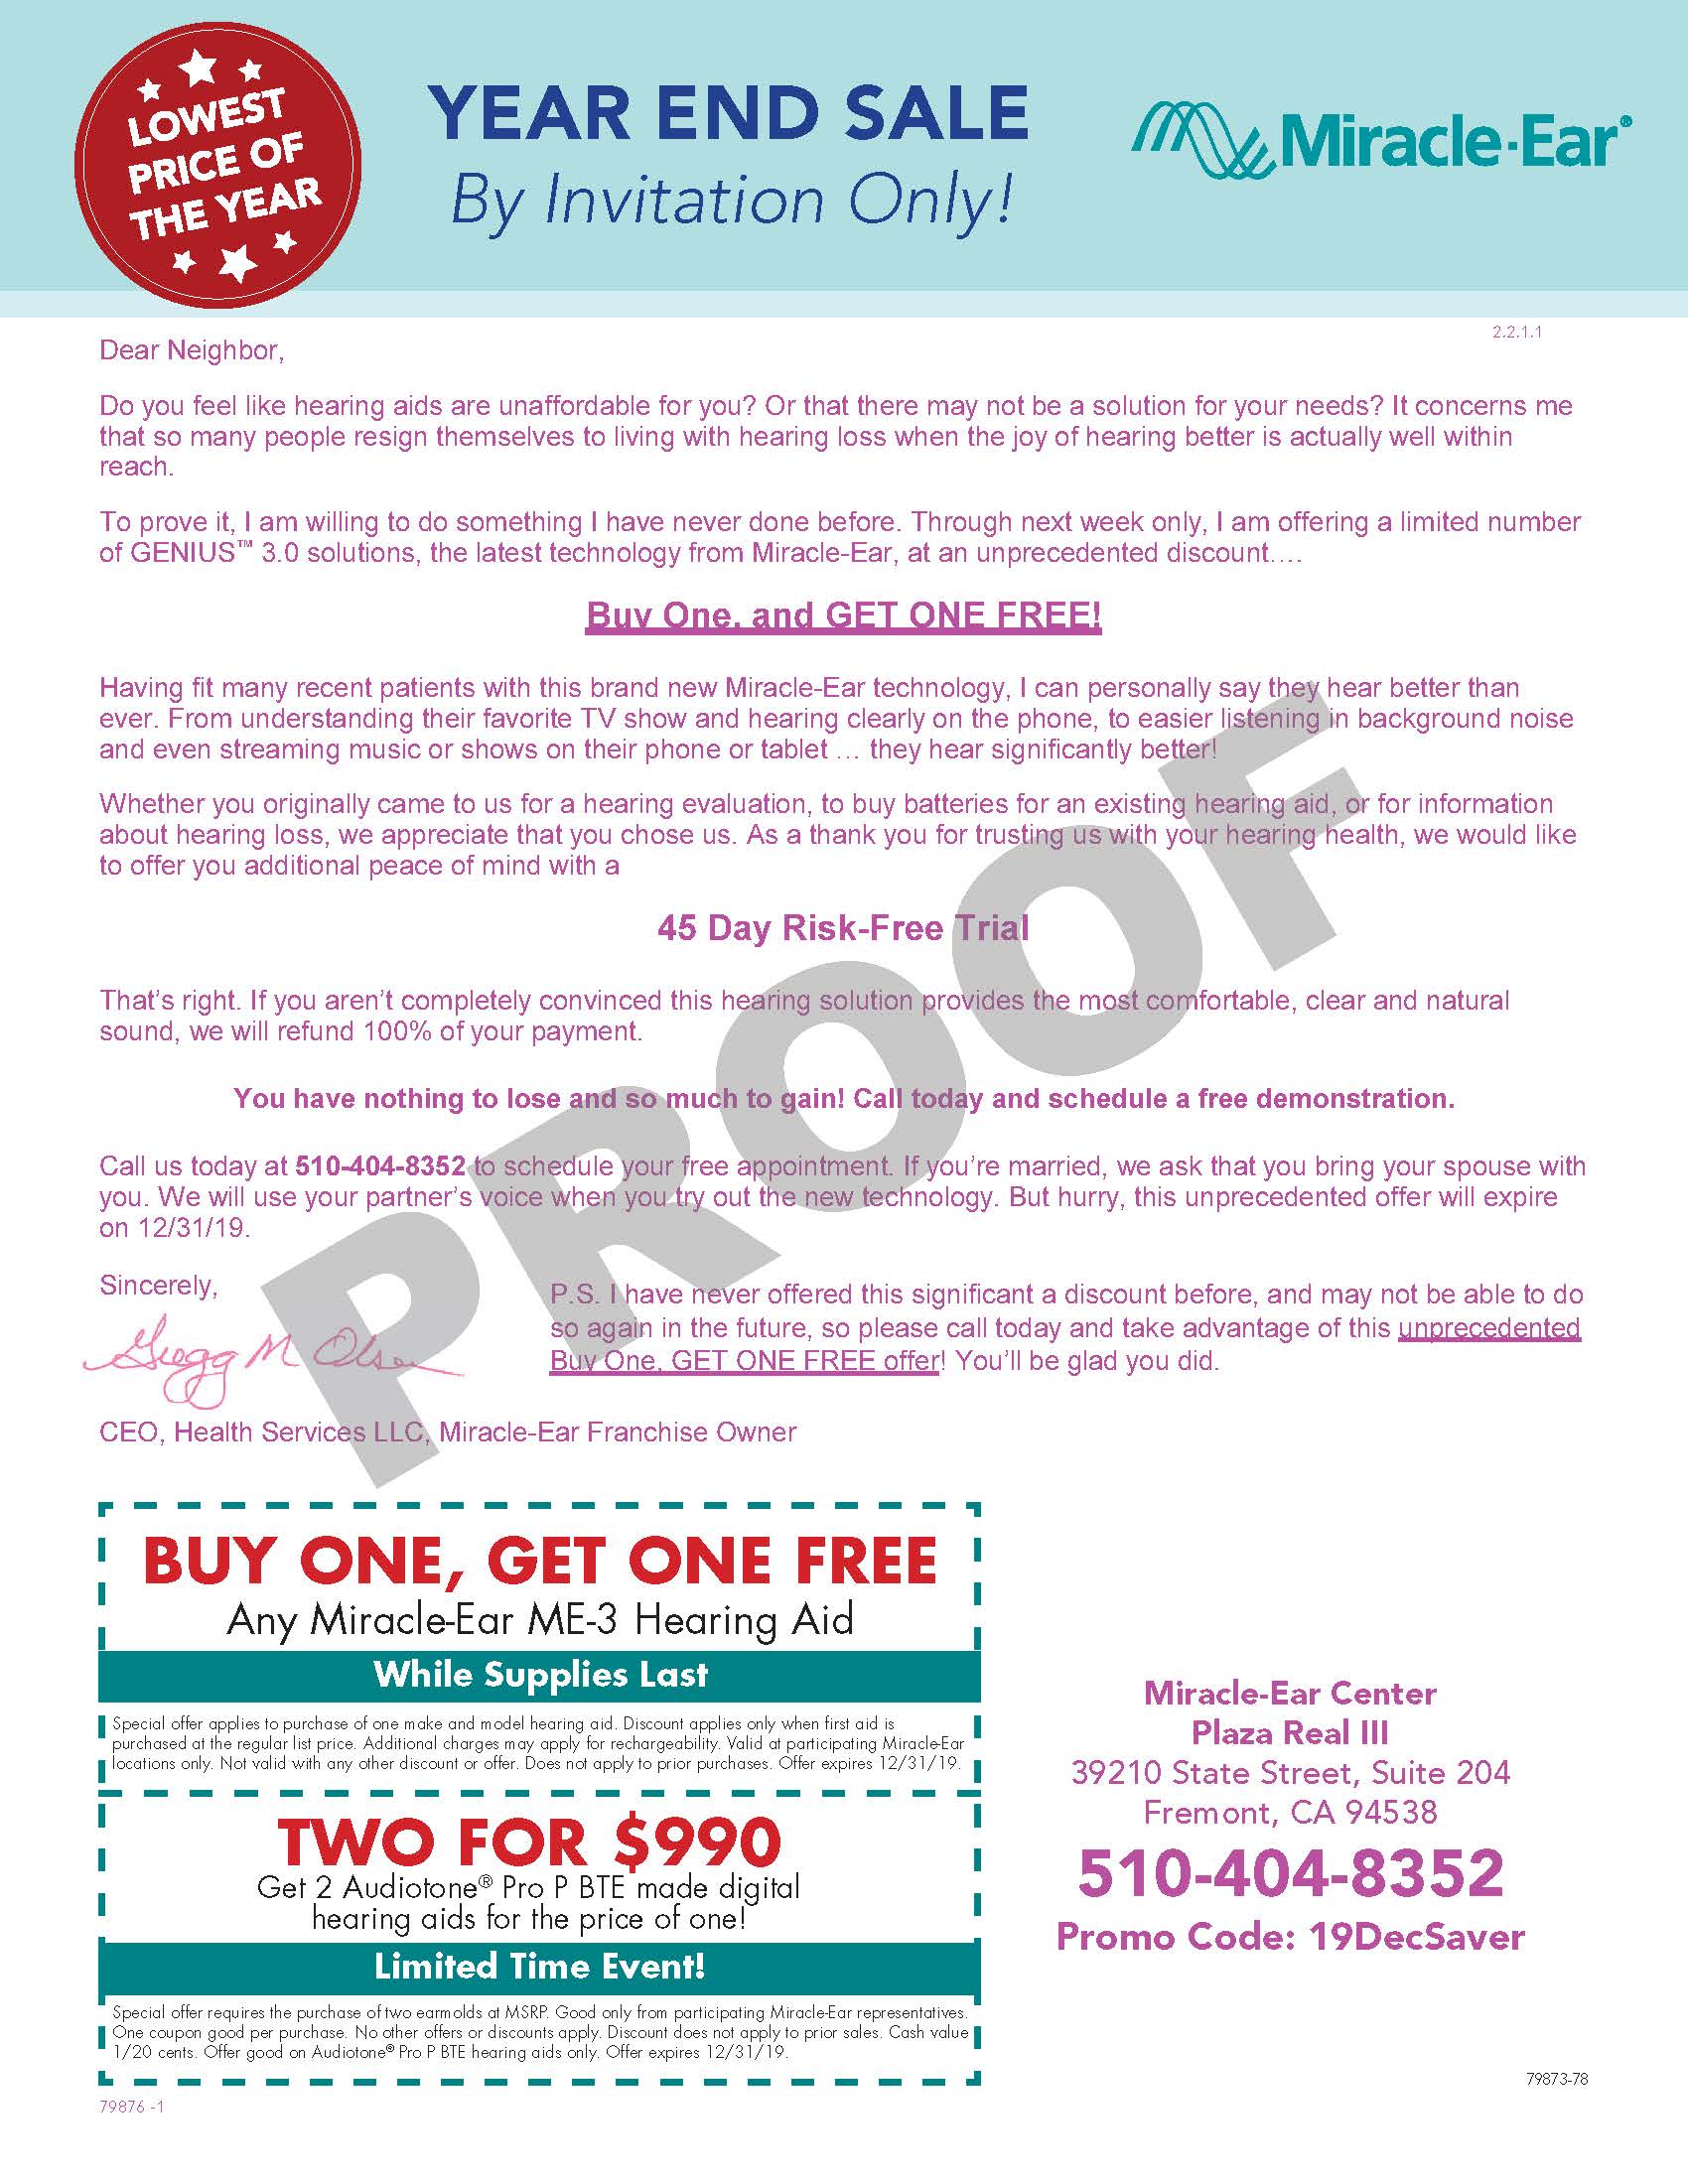 LOWEST
PRICE OF
THE YEAR
YEAR END SALE
By Invitation Only!
Miracle-Ear®
2.2.1.1
Dear Neighbor,
Do you feel like hearing aids are unaffordable for you? Or that there may not be a solution for your needs? It concerns me
that so many people resign themselves to living with hearing loss when the joy of hearing better is actually well within
reach.
To prove it, I am willing to do something I have never done before. Through next week only, I am offering a limited number
of GENIUS™ 3.0 solutions, the latest technology from Miracle-Ear, at an unprecedented discount….
Buy One, and GET ONE FREE!
Having fit many recent patients with this brand new Miracle-Ear technology, I can personally say they hear better than
ever. From understanding their favorite TV show and hearing clearly on the phone, to easier listening in background noise
and even streaming music or shows on their phone or tablet … they hear significantly better!
Whether you originally came to us for a hearing evaluation, to buy batteries for an existing hearing aid, or for information
about hearing loss, we appreciate that you chose us. As a thank you for trusting us with your hearing health, we would like
to offer you additional peace of mind with a
45 Day Risk-Free Trial
That’s right. If you aren’t completely convinced this hearing solution provides the most comfortable, clear and natural
sound, we will refund 100% of your payment.
You have nothing to lose and so much to gain! Call today and schedule a free demonstration.
Call us today at 510-404-8352 to schedule your free appointment. If you’re married, we ask that you bring your spouse with
you. We will use your partner’s voice when you try out the new technology. But hurry, this unprecedented offer will expire
on 12/31/19.
Sincerely,
Gregg M Olsen
CEO, Health Services LLC, Miracle-Ear Franchise Owner
P.S. I have never offered this significant a discount before, and may not be able to do
so again in the future, so please call today and take advantage of this unprecedented
Buy One, GET ONE FREE offer! You’ll be glad you did.
PROOF
BUY ONE, GET ONE FREE
Any Miracle-Ear ME-3 Hearing Aid
While Supplies Last
Special offer applies to purchase of one make and model hearing aid. Discount applies only when first aid is
purchased at the regular list price. Additional charges may apply for rechargeability. Valid at participating Miracle-Ear
locations only. Not valid with any other discount or offer. Does not apply to prior purchases. Offer expires 12/31/19.
TWO FOR $990
Get 2 Audiotone® Pro P BTE made digital
hearing aids for the price of one!
Limited Time Event!
Special offer requires the purchase of two earmolds at MSRP. Good only from participating Miracle-Ear representatives.
One coupon good per purchase. No other offers or discounts apply. Discount does not apply to prior sales. Cash value
1/20 cents. Offer good on Audiotone® Pro P BTE hearing aids only. Offer expires 12/31/19.
79876 -1
Miracle-Ear Center
Plaza Real III
39210 State Street, Suite 204
Fremont, CA 94538
510-404-8352
Promo Code: 19DecSaver
79873-78